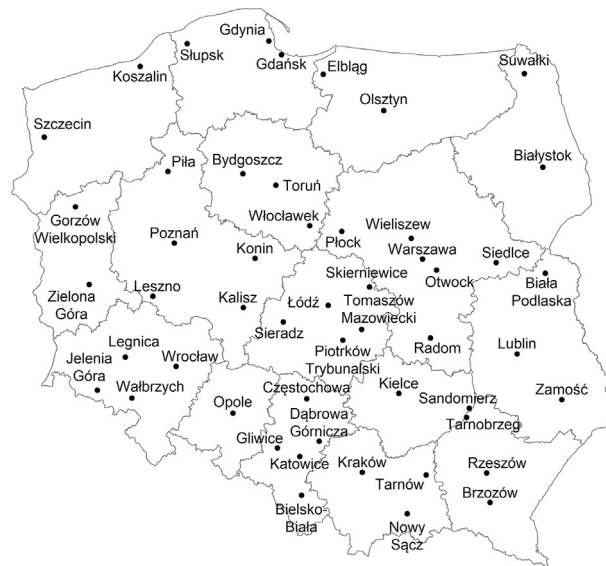 Gdynia
Słupsk
Gdańsk
Koszalin
Elbląg
Suwałki
Olsztyn
Szczecin
Białystok
Piła
Bydgoszcz
Toruń
Gorzów
Wielkopolski
Włocławek
Poznań
Płock
Wieliszew
Warszawa
Konin
Siedlce
Skierniewice
Otwock
Biała
Podlaska
Zielona
Góra
Leszno
Kalisz
Łódź
Tomaszów
Mazowiecki
Sieradz
Legnica
Wrocław
Piotrków
Trybunalski
Radom
Lublin
Jelenia
Góra
Wałbrzych
Opole
Częstochowa
Kielce
Sandomierz
Zamość
Dąbrowa
Górnicza
Tarnobrzeg
Gliwice
Katowice
Kraków
Tarnów
Rzeszów
Brzozów
Bielsko-
Biała
Nowy
Sącz